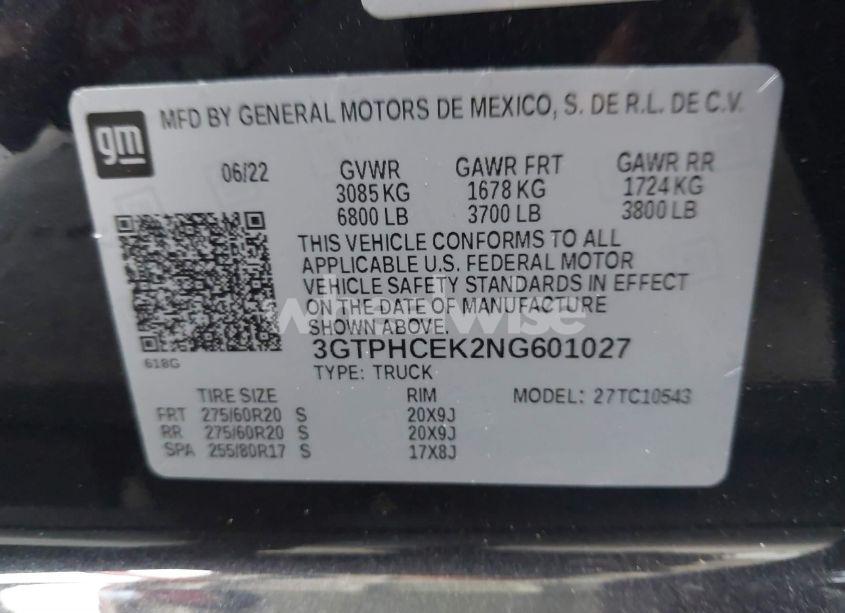 gm
MFD BY GENERAL MOTORS DE MEXICO, S. DE R.L. DE C.V.
06/22 GVWR GAWR FRT GAWR RR
3085 KG 1678 KG 1724 KG
6800 LB 3700 LB 3800 LB
THIS VEHICLE CONFORMS TO ALL
APPLICABLE U.S. FEDERAL MOTOR
VEHICLE SAFETY STANDARDS IN EFFECT
ON THE DATE OF MANUFACTURE
SHOWN ABOVE.
618G
3GTPHCEK2NG601027
TYPE: TRUCK
TIRE SIZE RIM MODEL: 27TC10543
FRT 275/60R20 S 20X9J
RR 275/60R20 S 20X9J
SPA 255/80R17 S 17X8J